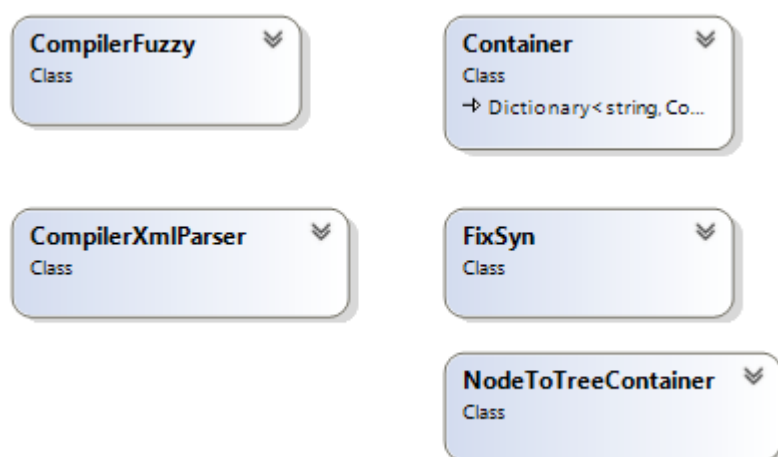 CompilerFuzzy
Class
Container
Class
Dictionary<string, Co...
CompilerXmlParser
Class
FixSyn
Class
NodeToTreeContainer
Class